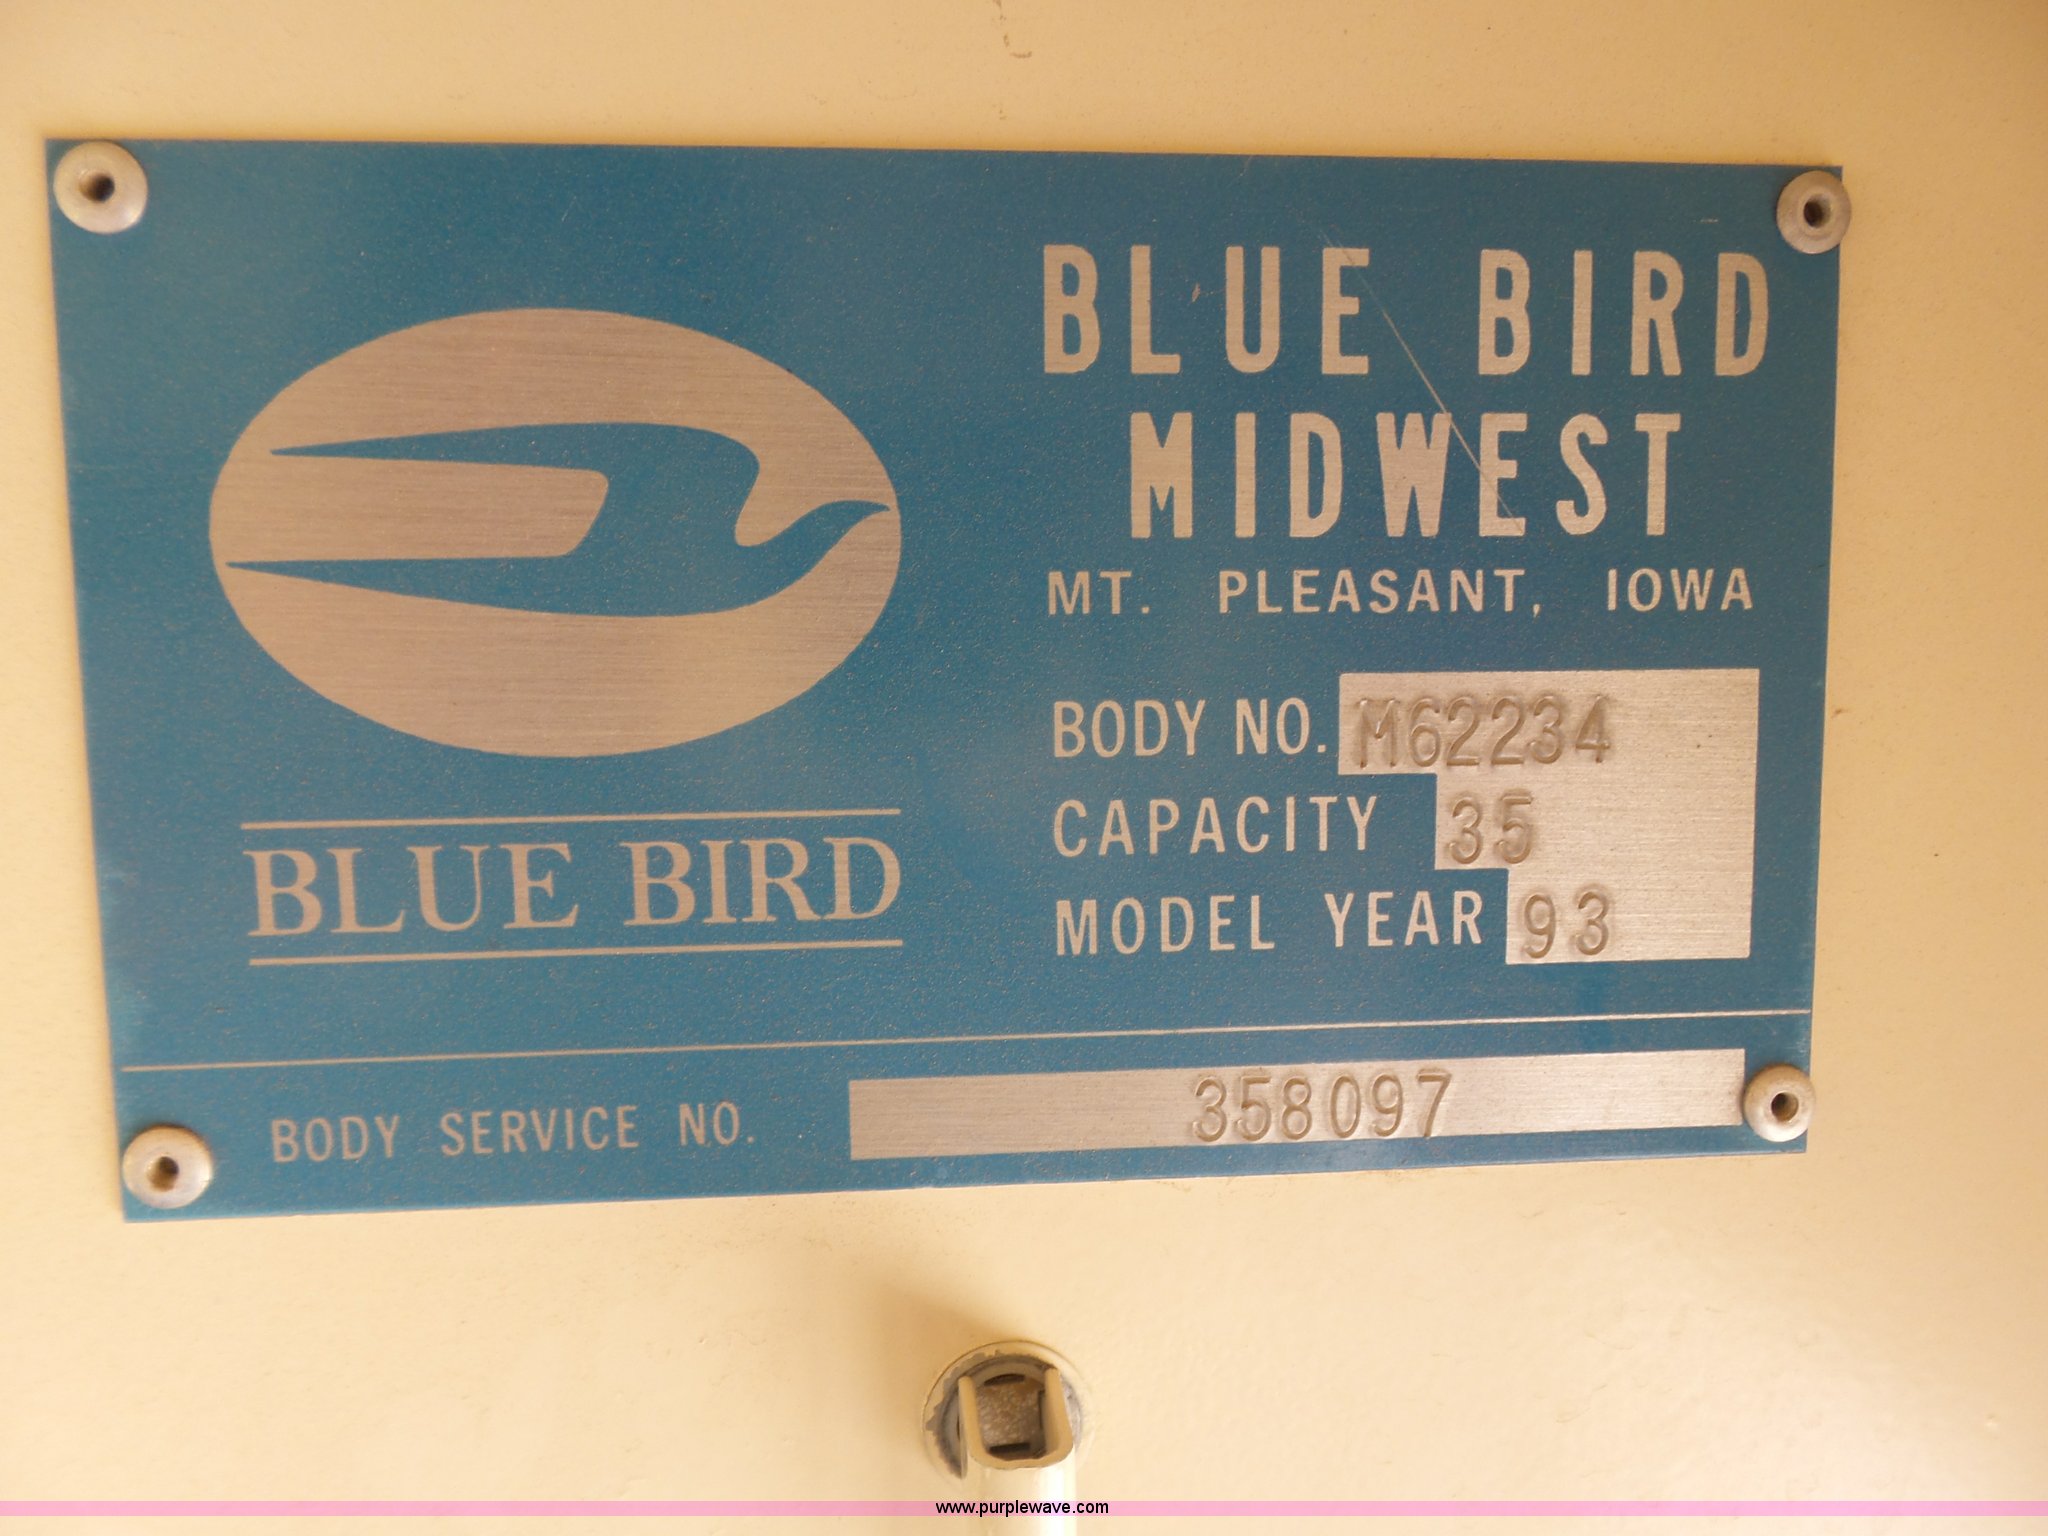 BLUE BIRD
MIDWEST
MT. PLEASANT, IOWA
BODY NO. M62234
CAPACITY 35
MODEL YEAR 93
BLUE BIRD
BODY SERVICE NO. 358097
www.purplewave.com